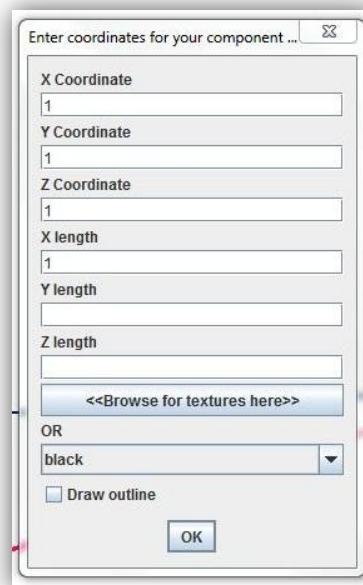 Enter coordinates for your component ...
X Coordinate
1
Y Coordinate
1
Z Coordinate
1
X length
1
Y length
Z length
<<Browse for textures here>>
OR
black
Draw outline
OK